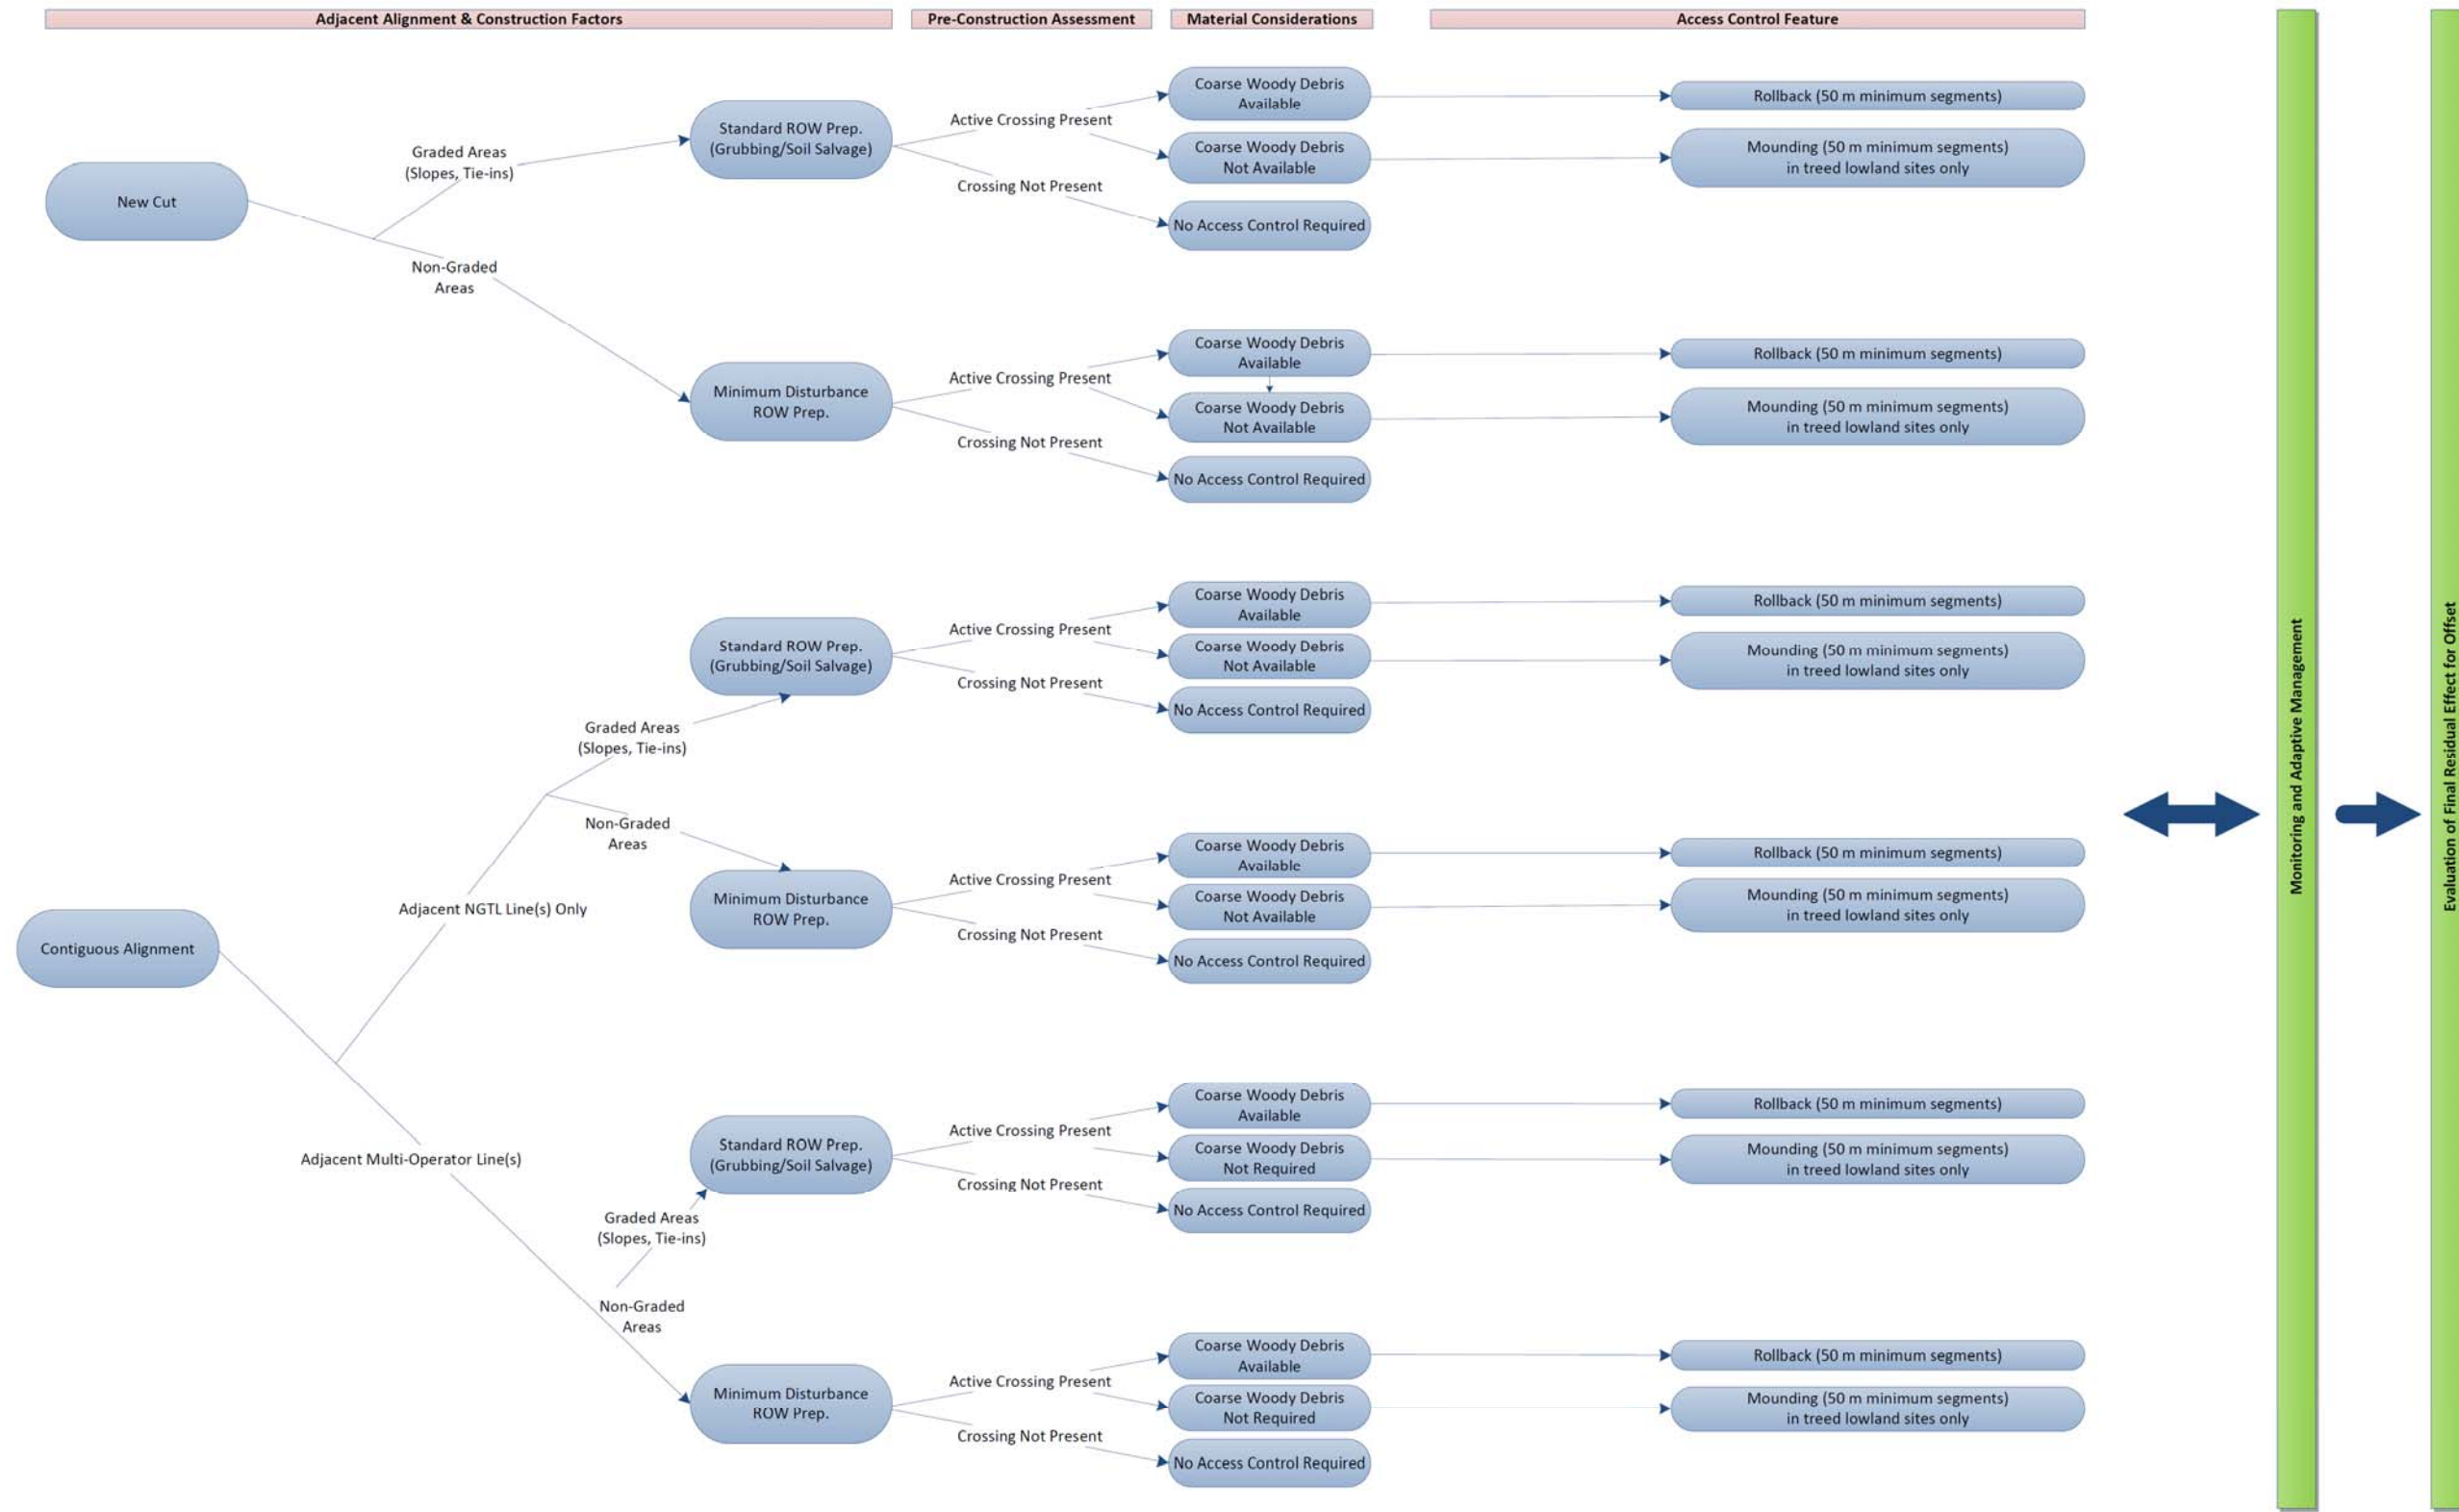 Adjacent Alignment & Construction Factors
Pre-Construction Assessment
Material Considerations
Access Control Feature
New Cut
Graded Areas
(Slopes, Tie-ins)
Non-Graded
Areas
Standard ROW Prep.
(Grubbing/Soil Salvage)
Active Crossing Present
Crossing Not Present
Coarse Woody Debris
Available
Coarse Woody Debris
Not Available
No Access Control Required
Rollback (50 m minimum segments)
Mounding (50 m minimum segments)
in treed lowland sites only
Minimum Disturbance
ROW Prep.
Active Crossing Present
Crossing Not Present
Coarse Woody Debris
Available
Coarse Woody Debris
Not Available
No Access Control Required
Rollback (50 m minimum segments)
Mounding (50 m minimum segments)
in treed lowland sites only
Contiguous Alignment
Adjacent NGTL Line(s) Only
Graded Areas
(Slopes, Tie-ins)
Non-Graded
Areas
Standard ROW Prep.
(Grubbing/Soil Salvage)
Active Crossing Present
Crossing Not Present
Coarse Woody Debris
Available
Coarse Woody Debris
Not Available
No Access Control Required
Rollback (50 m minimum segments)
Mounding (50 m minimum segments)
in treed lowland sites only
Minimum Disturbance
ROW Prep.
Active Crossing Present
Crossing Not Present
Coarse Woody Debris
Available
Coarse Woody Debris
Not Available
No Access Control Required
Rollback (50 m minimum segments)
Mounding (50 m minimum segments)
in treed lowland sites only
Adjacent Multi-Operator Line(s)
Graded Areas
(Slopes, Tie-ins)
Non-Graded
Areas
Standard ROW Prep.
(Grubbing/Soil Salvage)
Active Crossing Present
Crossing Not Present
Coarse Woody Debris
Available
Coarse Woody Debris
Not Required
No Access Control Required
Rollback (50 m minimum segments)
Mounding (50 m minimum segments)
in treed lowland sites only
Minimum Disturbance
ROW Prep.
Active Crossing Present
Crossing Not Present
Coarse Woody Debris
Available
Coarse Woody Debris
Not Required
No Access Control Required
Rollback (50 m minimum segments)
Mounding (50 m minimum segments)
in treed lowland sites only
Monitoring and Adaptive Management
Evaluation of Final Residual Effect for Offset